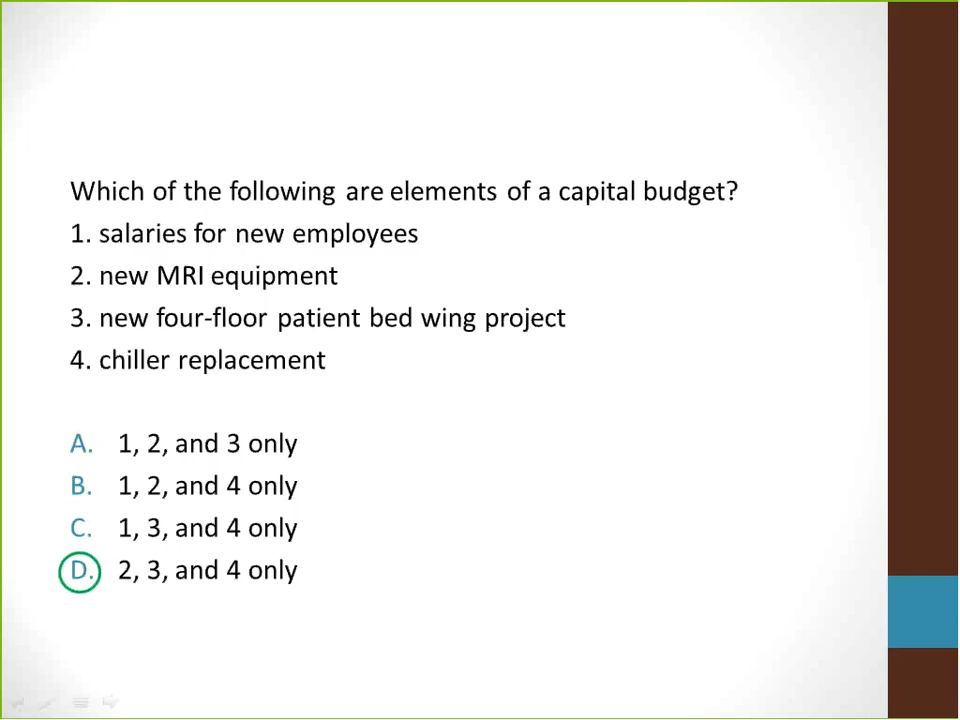 Which of the following are elements of a capital budget?
1. salaries for new employees
2. new MRI equipment
3. new four-floor patient bed wing project
4. chiller replacement
A. 1, 2, and 3 only
B. 1, 2, and 4 only
C. 1, 3, and 4 only
D. 2, 3, and 4 only